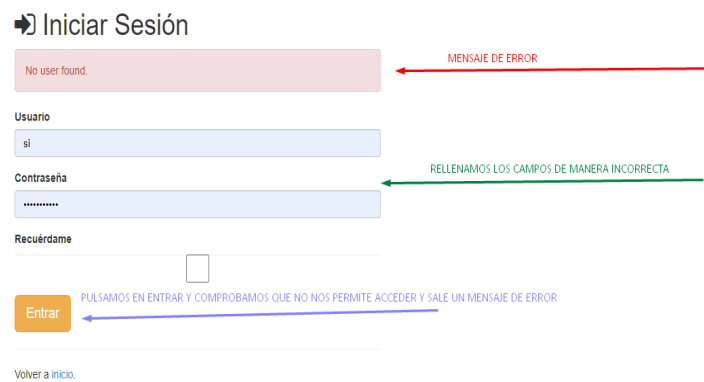 Iniciar Sesión
No user found.
MENSAJE DE ERROR
Usuario
si
RELLENAMOS LOS CAMPOS DE MANERA INCORRECTA
Contraseña
•••••••••••
Recuérdame
PULSAMOS EN ENTRAR Y COMPROBAMOS QUE NO NOS PERMITE ACCEDER Y SALE UN MENSAJE DE ERROR
Entrar
Volver a inicio.